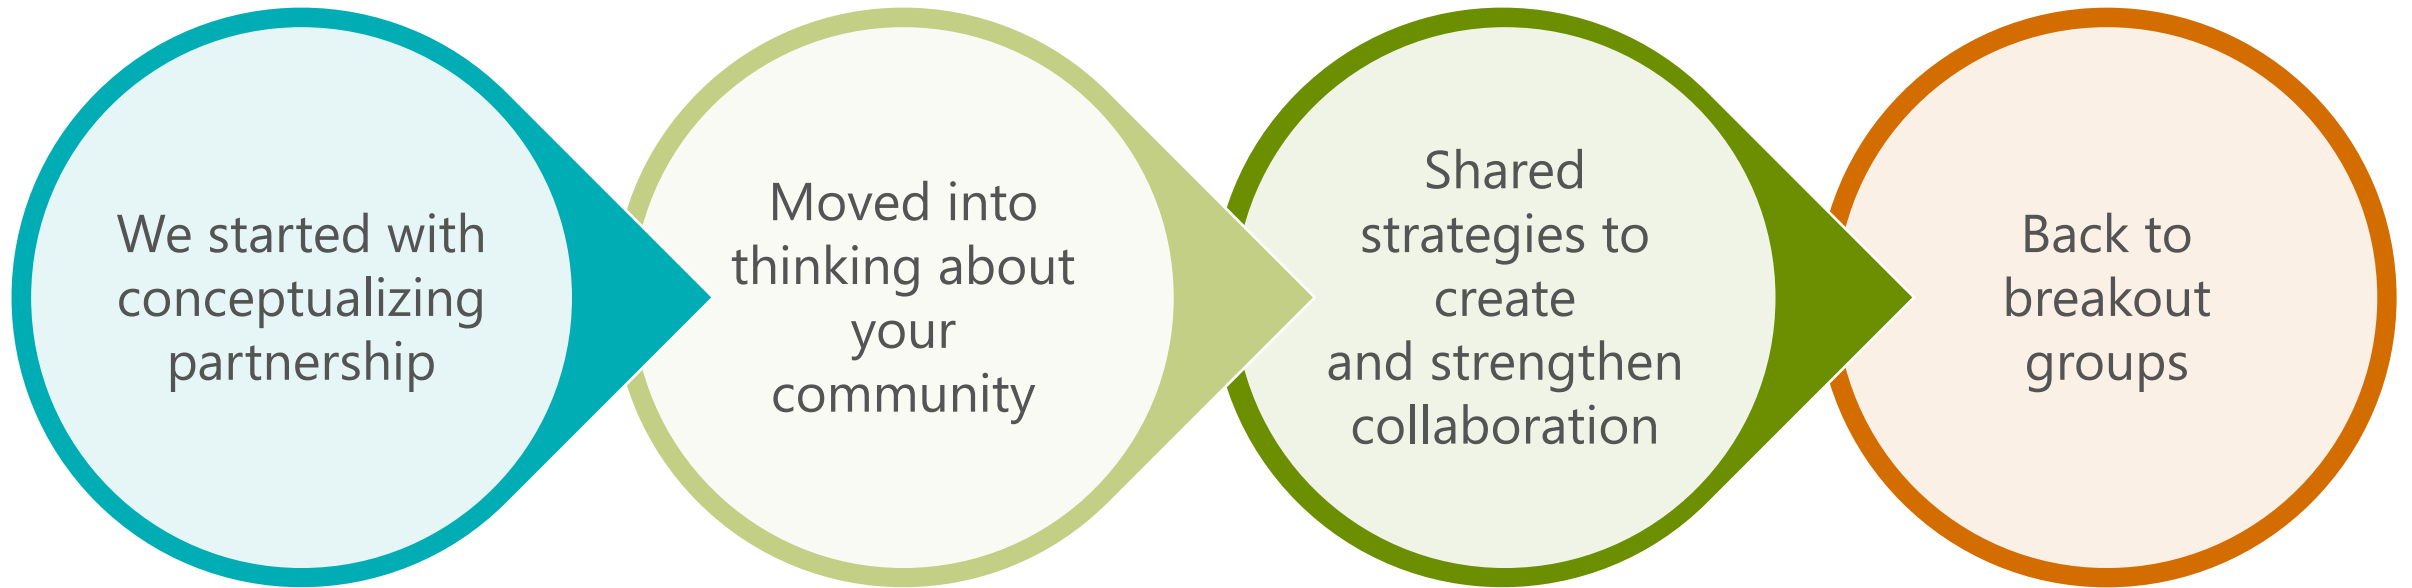 We started with
conceptualizing
partnership
Moved into
thinking about
your
community
Shared
strategies to
create
and strengthen
collaboration
Back to
breakout
groups